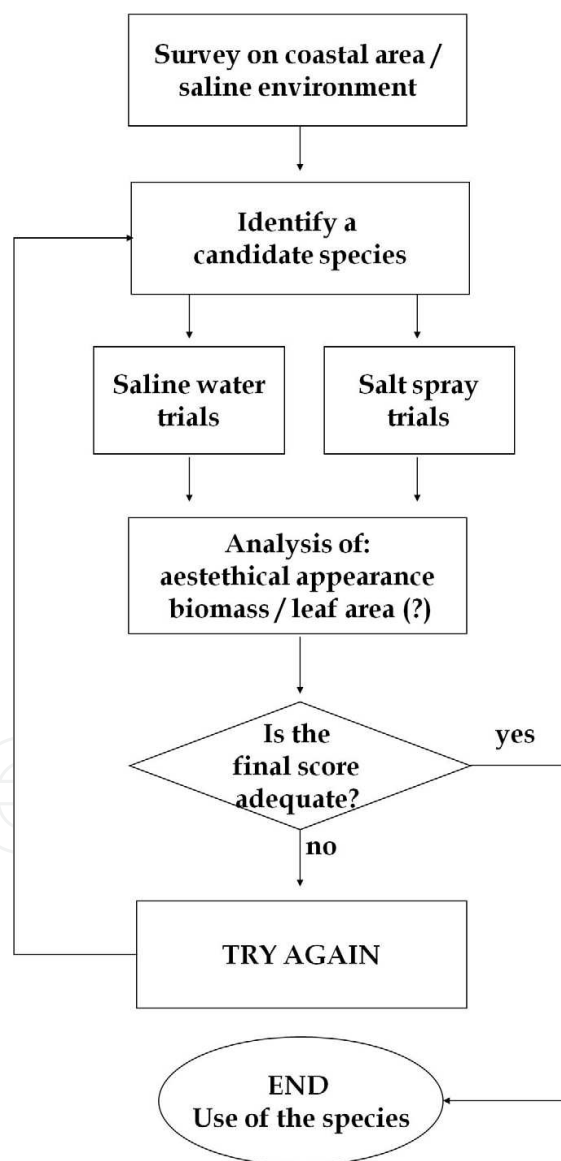 Survey on coastal area /
saline environment
Identify a
candidate species
Saline water
trials
Salt spray
trials
Analysis of:
aestethical appearance
biomass / leaf area (?)
Is the
final score
adequate?
yes
no
TRY AGAIN
END
Use of the species